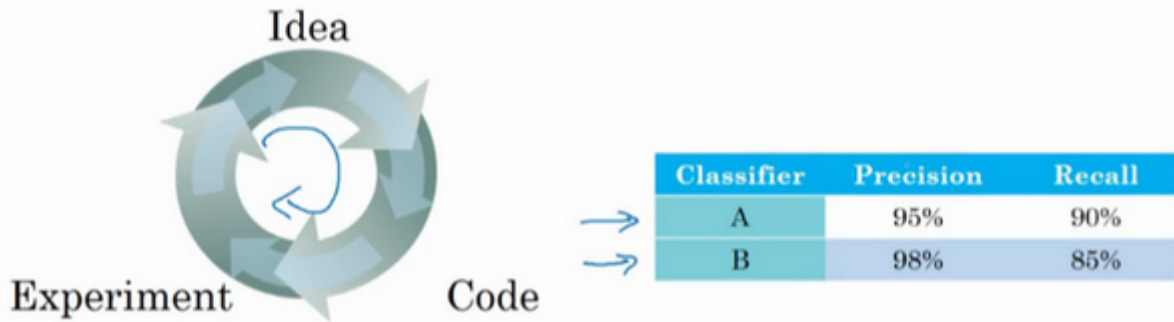 Idea
Experiment
Code
Classifier Precision Recall
A 95% 90%
B 98% 85%